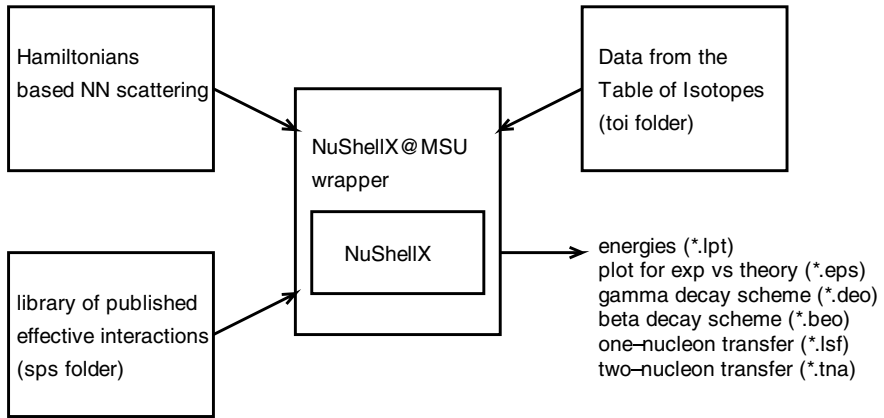 Hamiltonians
based NN scattering
Data from the
Table of Isotopes
(toi folder)
NuShellX@MSU
wrapper
NuShellX
library of published
effective interactions
(sps folder)
energies (*.lpt)
plot for exp vs theory (*.eps)
gamma decay scheme (*.deo)
beta decay scheme (*.beo)
one–nucleon transfer (*.lsf)
two–nucleon transfer (*.tna)